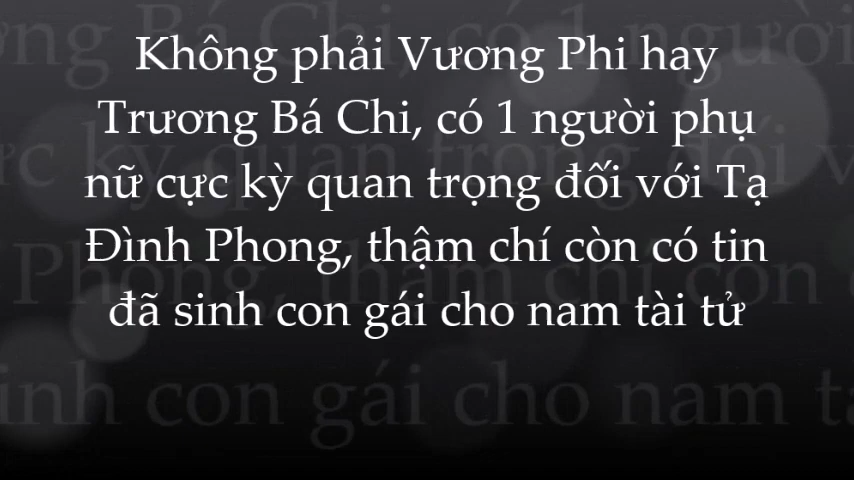 Không phải Vương Phi hay
Trương Bá Chi, có 1 người phụ
nữ cực kỳ quan trọng đối với Tạ
Đình Phong, thậm chí còn có tin
đã sinh con gái cho nam tài tử